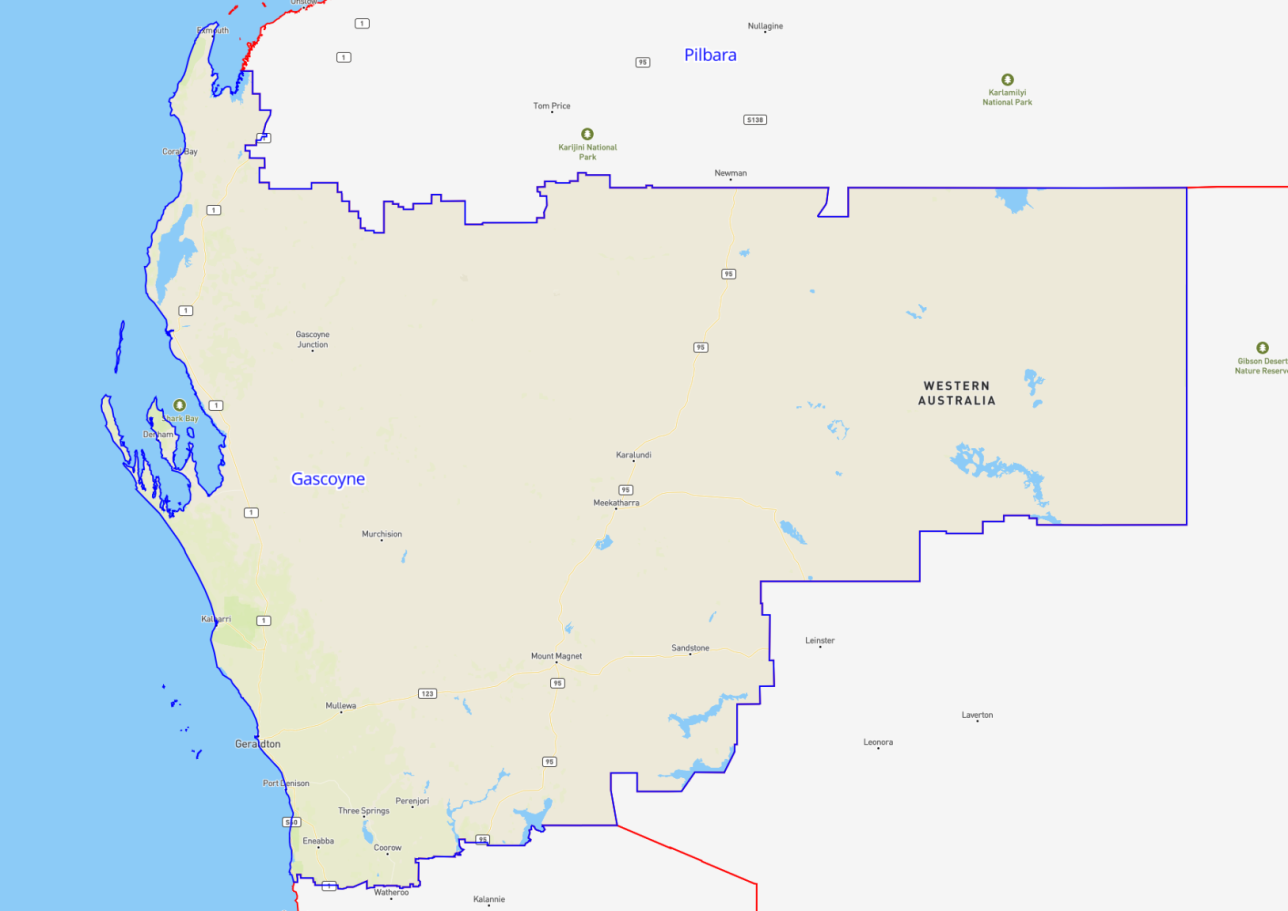 Onslow
Exmouth
1
1
Nullagine
Pilbara
95
Karlamilyi
National Park
Tom Price
S138
Karijini National
Park
Coral Bay
Newman
1
95
1
Gascoyne
Junction
95
Gibson Desert
Nature Reserve
WESTERN
AUSTRALIA
1
Shark Bay
Denham
Karalundi
Gascoyne
95
Meekatharra
1
Murchison
Kalbarri
1
Leinster
Sandstone
Mount Magnet
95
123
Mullewa
Laverton
Geraldton
Leonora
95
Port Denison
Perenjori
Three Springs
S60
Eneabba
95
Coorow
1
Watheroo
Kalannie